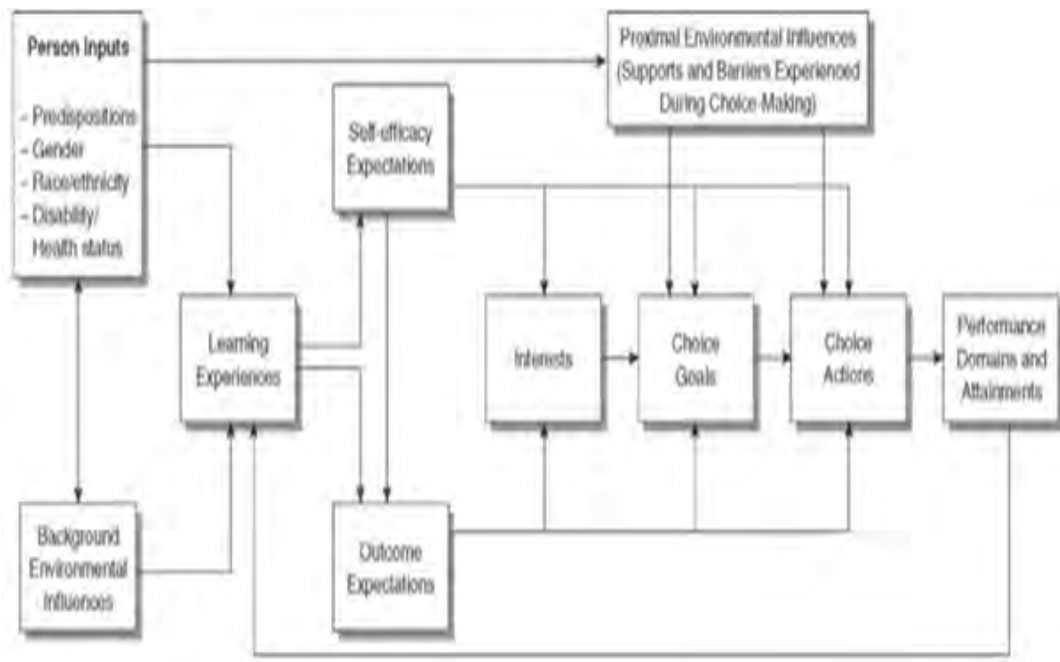 Person Inputs
- Predispositions
- Gender
- Race/ethnicity
- Disability/
Health status
Proximal Environmental Influences
(Supports and Barriers Experienced
During Choice-Making)
Self-efficacy
Expectations
Learning
Experiences
Interests
Choice
Goals
Choice
Actions
Performance
Domains and
Attainments
Background
Environmental
Influences
Outcome
Expectations